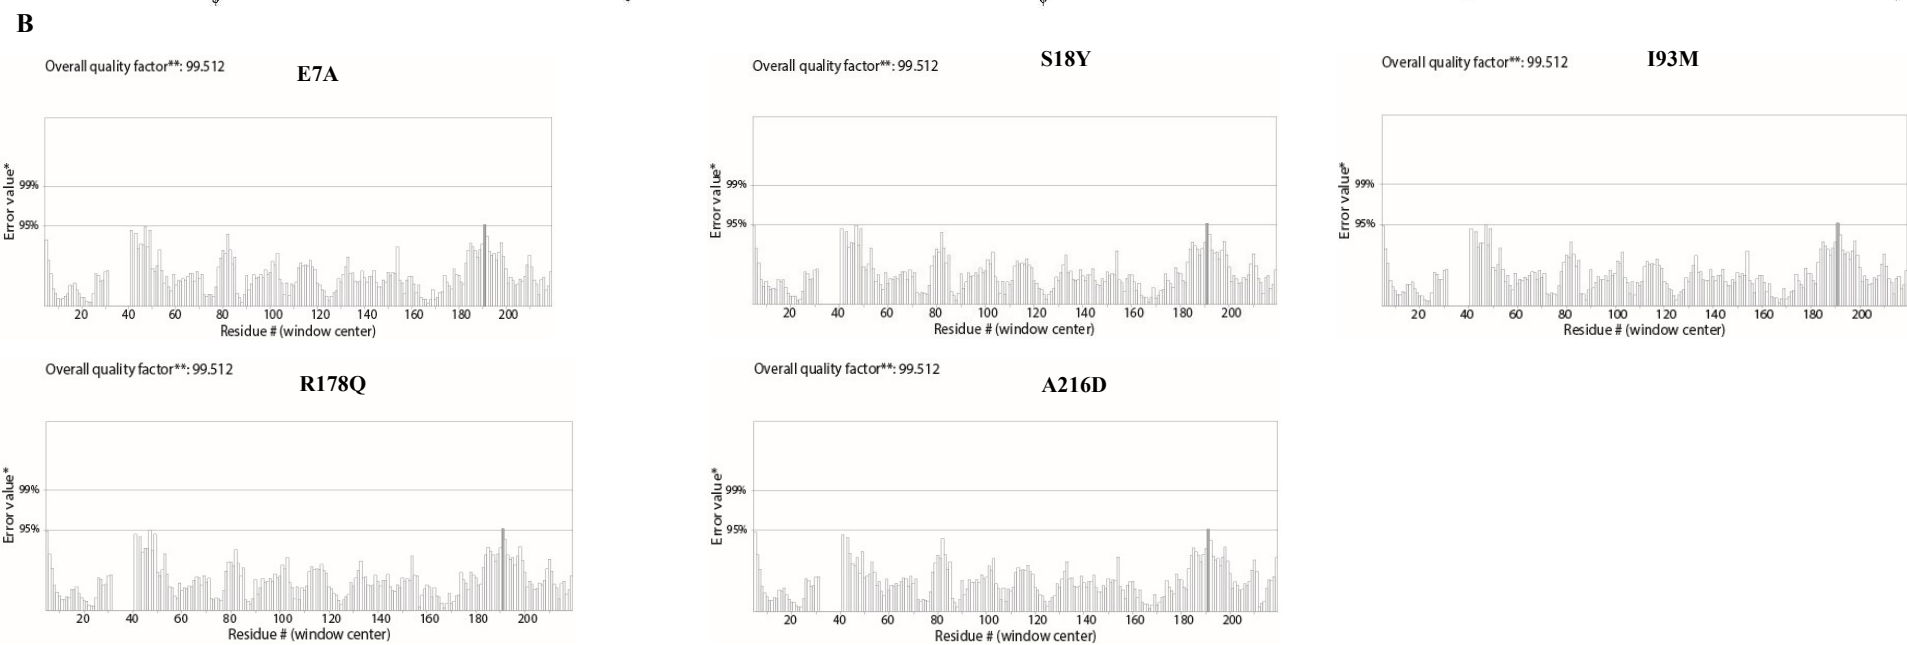 B
Overall quality factor**: 99.512
E7A
Error value*
99%
95%
20 40 60 80 100 120 140 160 180 200
Residue # (window center)
Overall quality factor**: 99.512
S18Y
Error value*
99%
95%
20 40 60 80 100 120 140 160 180 200
Residue # (window center)
Overall quality factor**: 99.512
I93M
Error value*
99%
95%
20 40 60 80 100 120 140 160 180 200
Residue # (window center)
Overall quality factor**: 99.512
R178Q
Error value*
99%
95%
20 40 60 80 100 120 140 160 180 200
Residue # (window center)
Overall quality factor**: 99.512
A216D
Error value*
99%
95%
20 40 60 80 100 120 140 160 180 200
Residue # (window center)